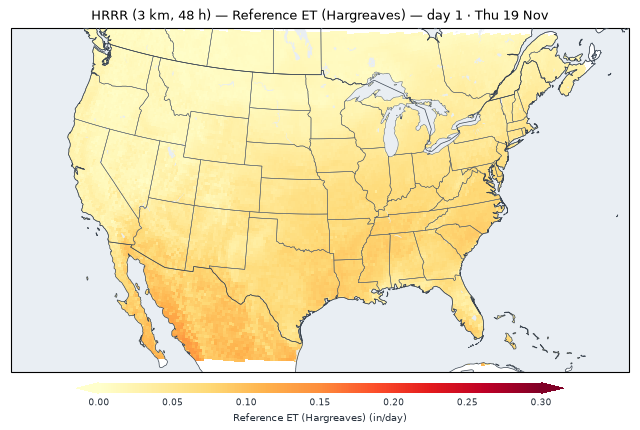 HRRR (3 km, 48 h) — Reference ET (Hargreaves) — day 1 · Thu 19 Nov
0.00 0.05 0.10 0.15 0.20 0.25 0.30
Reference ET (Hargreaves) (in/day)